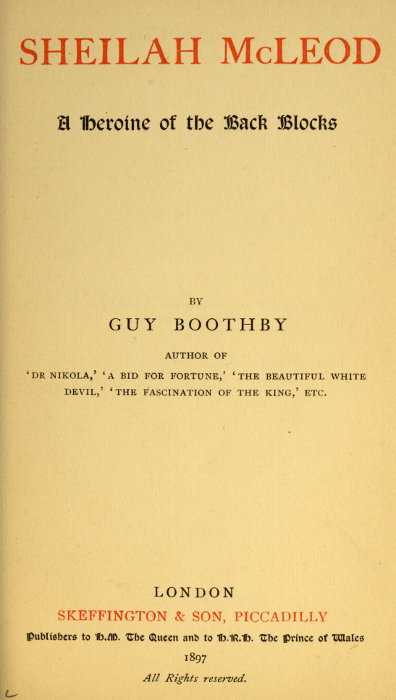 SHEILAH McLEOD
A Heroine of the Back Blocks
BY
GUY BOOTHBY
AUTHOR OF
'DR NIKOLA,' 'A BID FOR FORTUNE,' 'THE BEAUTIFUL WHITE
DEVIL,' 'THE FASCINATION OF THE KING,' ETC.
LONDON
SKEFFINGTON & SON, PICCADILLY
Publishers to H.M. The Queen and to H.R.H. The Prince of Wales
1897
All Rights reserved.